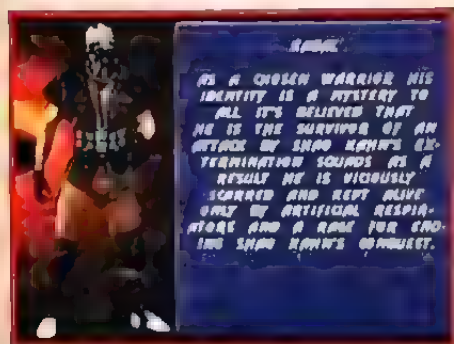 KABAL
AS A CHOSEN WARRIOR HIS
IDENTITY IS A MYSTERY TO
ALL IT'S BELIEVED THAT
HE IS THE SURVIVOR OF AN
ATTACK BY SHAO KAHN'S EX-
TERMINATION SQUADS AS A
RESULT HE IS VICIOUSLY
SCARRED AND KEPT ALIVE
ONLY BY ARTIFICIAL RESPIR-
ATORS AND A RAGE FOR END-
ING SHAO KAHN'S CONQUEST.